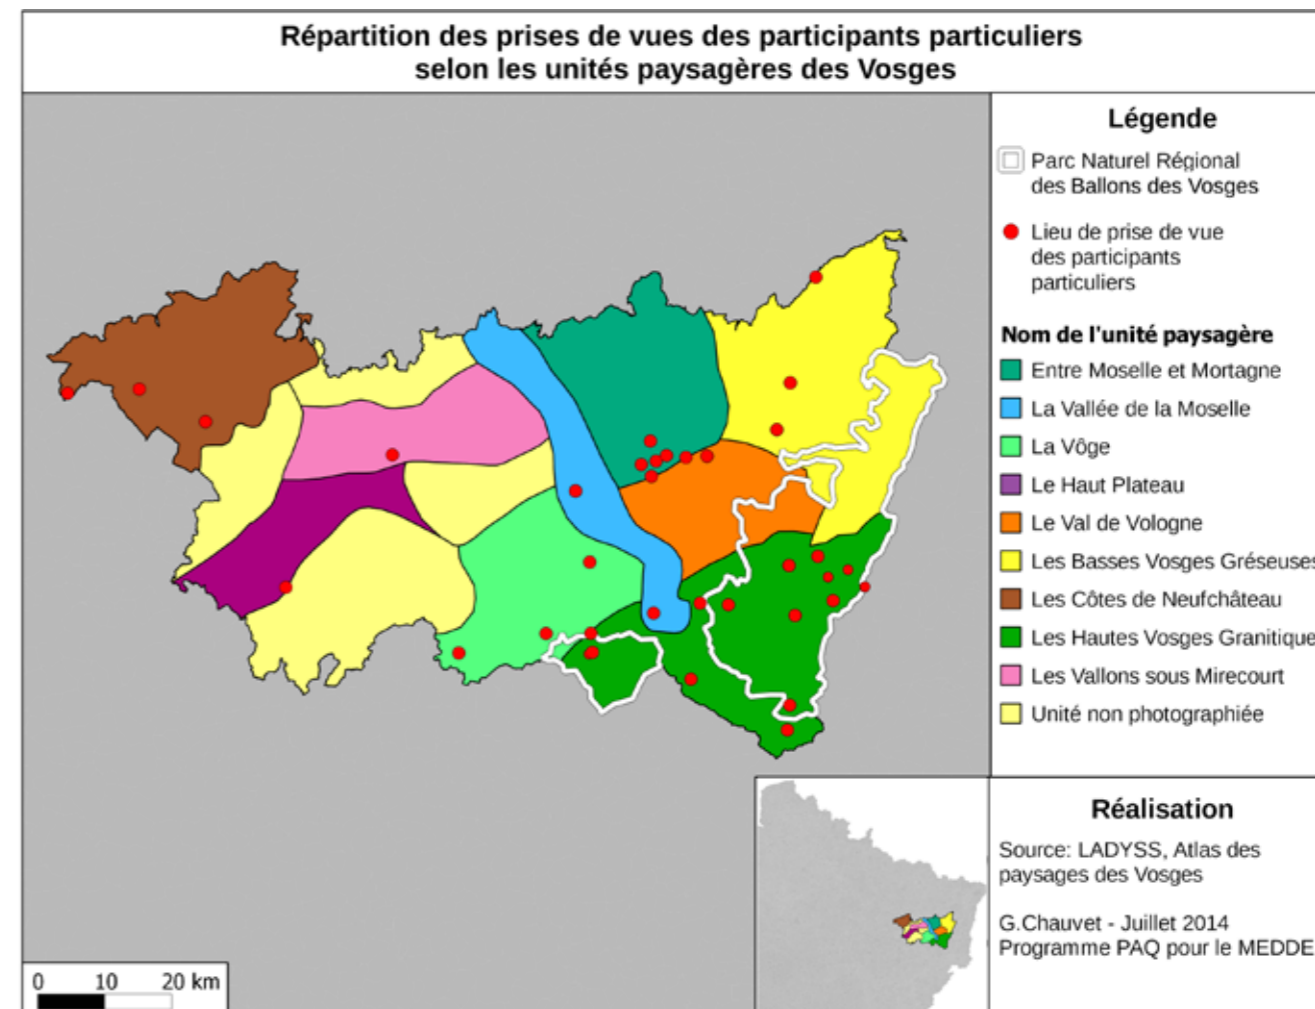 Répartition des prises de vues des participants particuliers
selon les unités paysagères des Vosges
Légende
Parc Naturel Régional
des Ballons des Vosges
Lieu de prise de vue
des participants
particuliers
Nom de l'unité paysagère
Entre Moselle et Mortagne
La Vallée de la Moselle
La Vôge
Le Haut Plateau
Le Val de Vologne
Les Basses Vosges Gréseuses
Les Côtes de Neufchâteau
Les Hautes Vosges Granitique
Les Vallons sous Mirecourt
Unité non photographiée
Réalisation
Source: LADYSS, Atlas des
paysages des Vosges
G.Chauvet - Juillet 2014
Programme PAQ pour le MEDDE
0 10 20 km